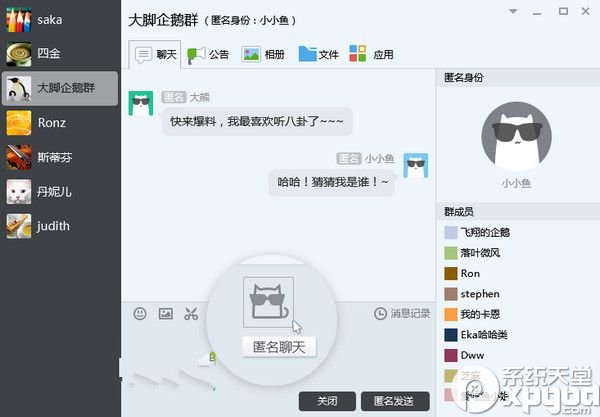 saka
四金
大脚企鹅群
Ronz
斯蒂芬
丹妮儿
judith
大脚企鹅群 ( 匿名身份：小小鱼 )
聊天
公告
相册
文件
应用
匿名 大熊
快来爆料，我最喜欢听八卦了~~~
匿名 小小鱼
哈哈！猜猜我是谁！~
消息记录
匿名聊天
关闭
匿名发送
匿名身份
小小鱼
群成员
飞翔的企鹅
落叶微风
Ron
stephen
我的卡恩
Eka哈哈类
Dww
芝麻
系统天堂